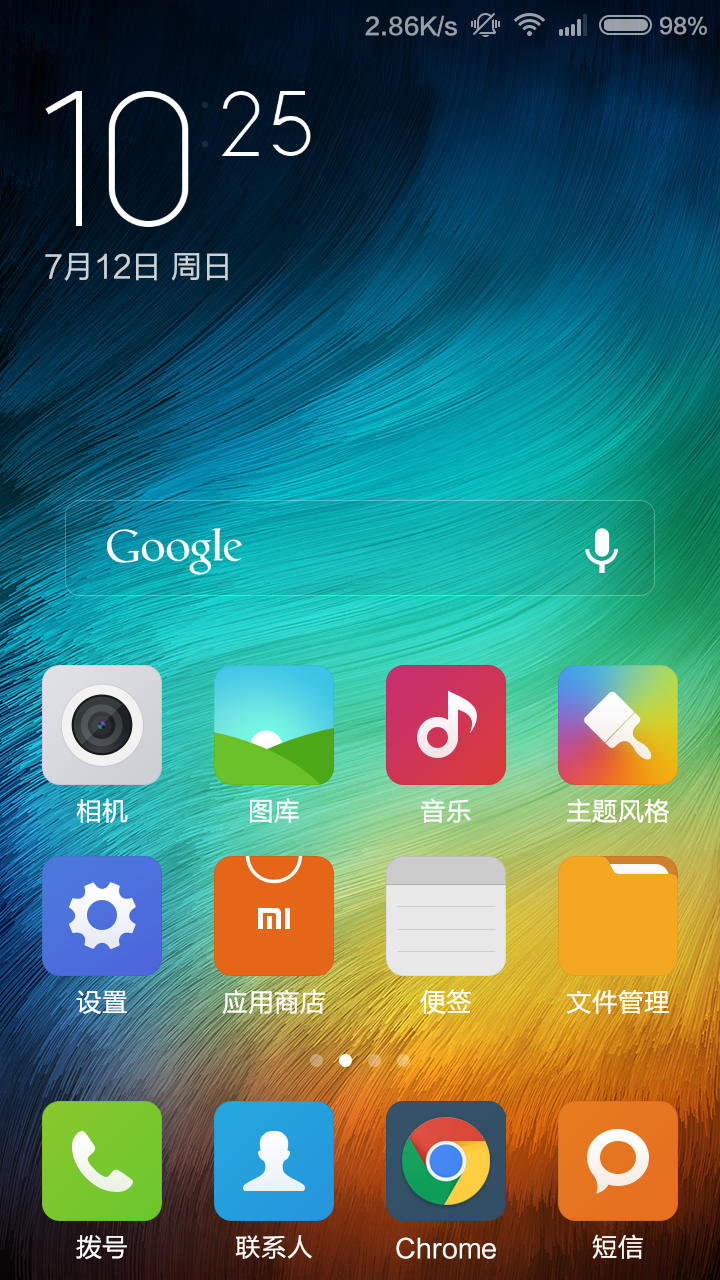 2.86K/s 98%
10:25
7月12日 周日
Google
相机 图库 音乐 主题风格
mi
设置 应用商店 便签 文件管理
拨号 联系人 Chrome 短信